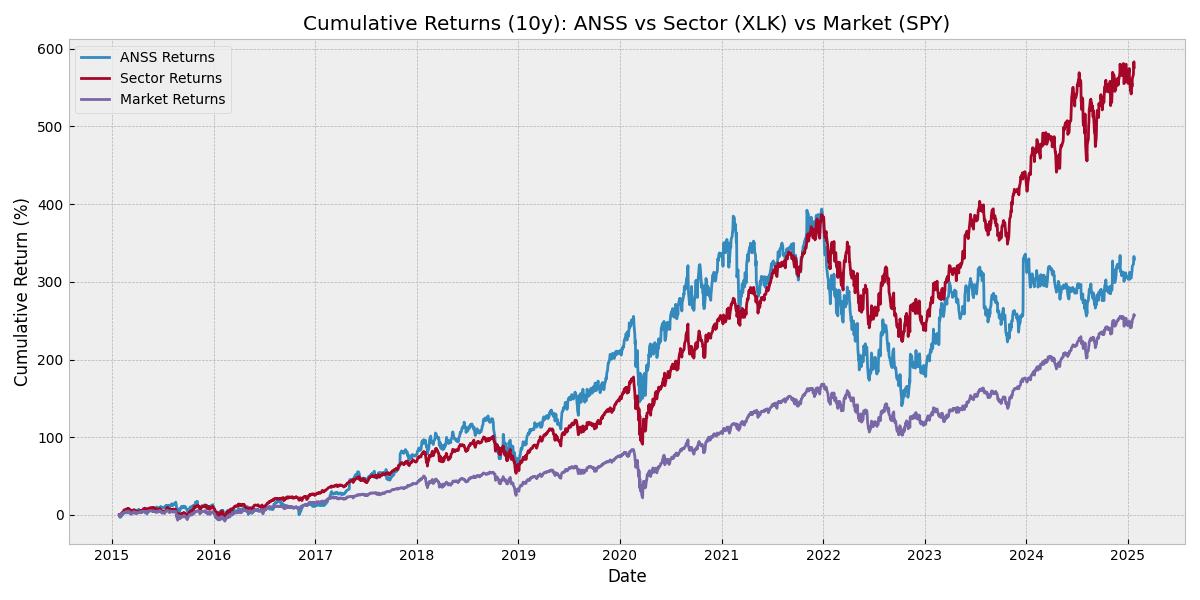 Cumulative Returns (10y): ANSS vs Sector (XLK) vs Market (SPY)
ANSS Returns
Sector Returns
Market Returns
Cumulative Return (%)
600
500
400
300
200
100
0
2015 2016 2017 2018 2019 2020 2021 2022 2023 2024 2025
Date